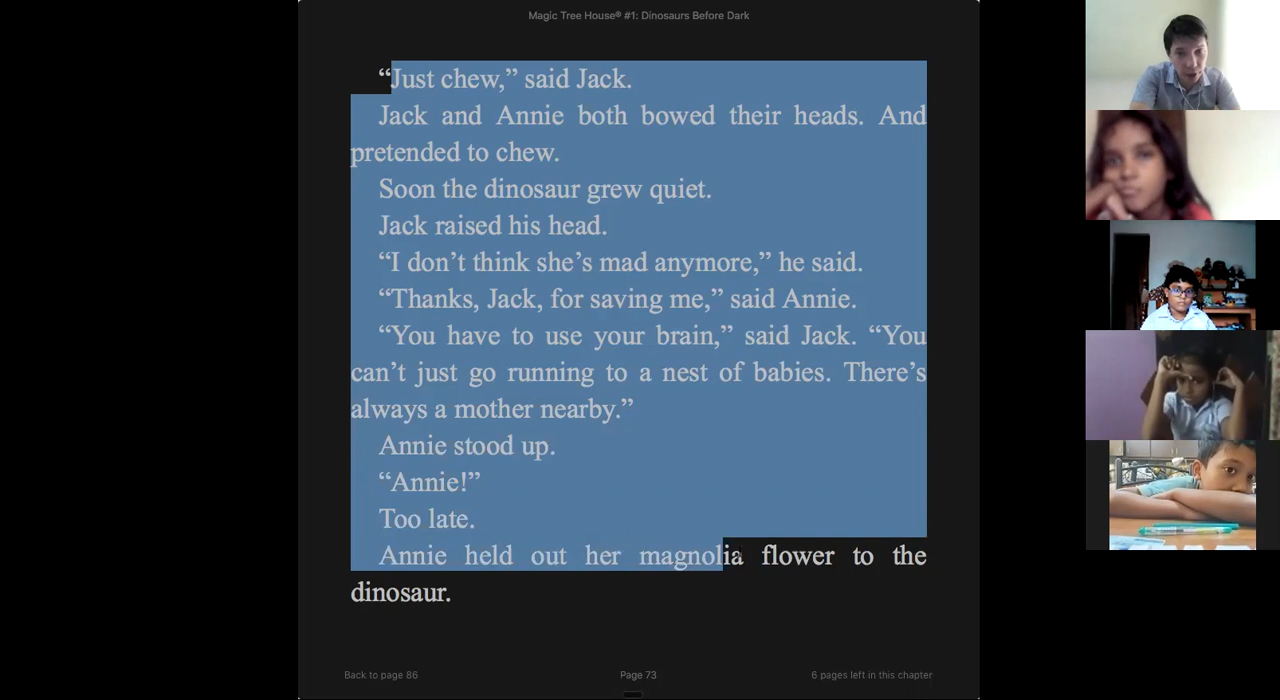 Magic Tree House® #1: Dinosaurs Before Dark
“Just chew,” said Jack.
Jack and Annie both bowed their heads. And
pretended to chew.
Soon the dinosaur grew quiet.
Jack raised his head.
“I don’t think she’s mad anymore,” he said.
“Thanks, Jack, for saving me,” said Annie.
“You have to use your brain,” said Jack. “You
can’t just go running to a nest of babies. There’s
always a mother nearby.”
Annie stood up.
“Annie!”
Too late.
Annie held out her magnolia flower to the
dinosaur.
Back to page 86
Page 73
6 pages left in this chapter